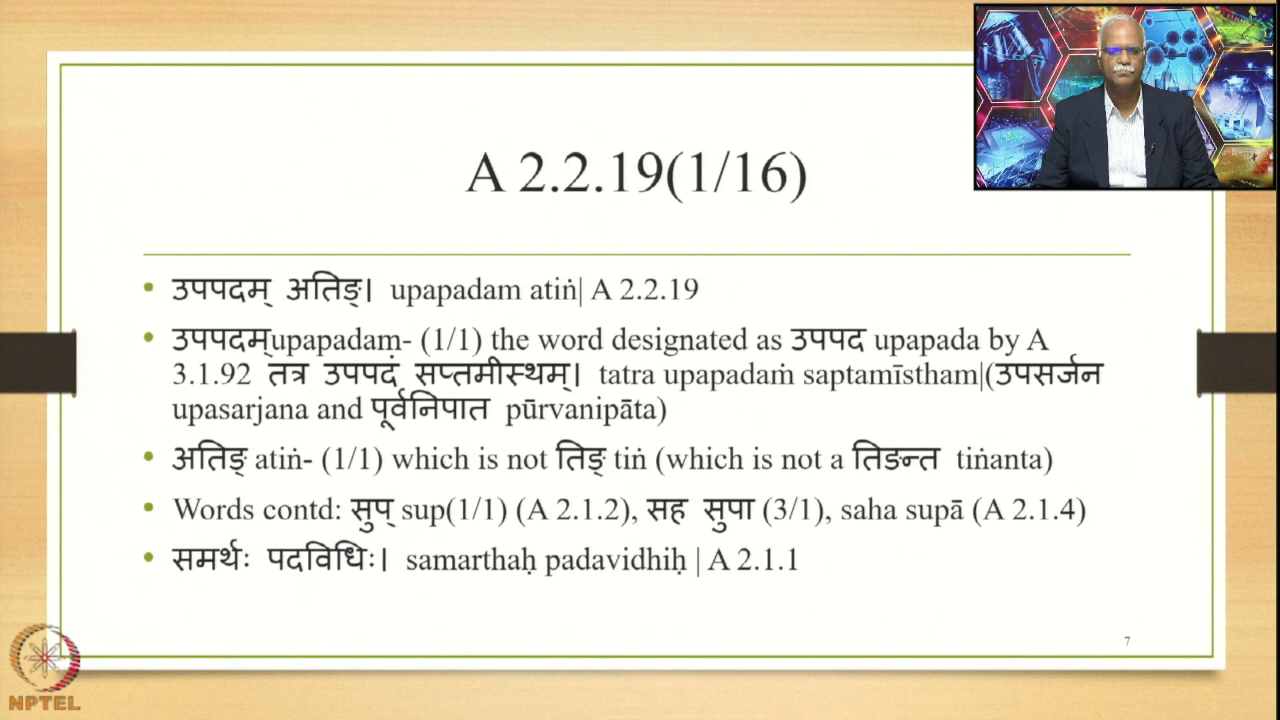 A 2.2.19(1/16)
• उपपदम् अतिङ्। upapadam atiṅ| A 2.2.19
• उपपदम्upapadam- (1/1) the word designated as उपपद upapada by A
3.1.92 तत्र उपपदं सप्तमीस्थम्। tatra upapadaṁ saptamīstham|(उपसर्जन
upasarjana and पूर्वनिपात pūrvanipāta)
• अतिङ् atiṅ- (1/1) which is not तिङ् tiṅ (which is not a तिङन्त tiṅanta)
• Words contd: सुप् sup(1/1) (A 2.1.2), सह सुपा (3/1), saha supā (A 2.1.4)
• समर्थः पदविधिः। samarthaḥ padavidhiḥ | A 2.1.1
7
NPTEL